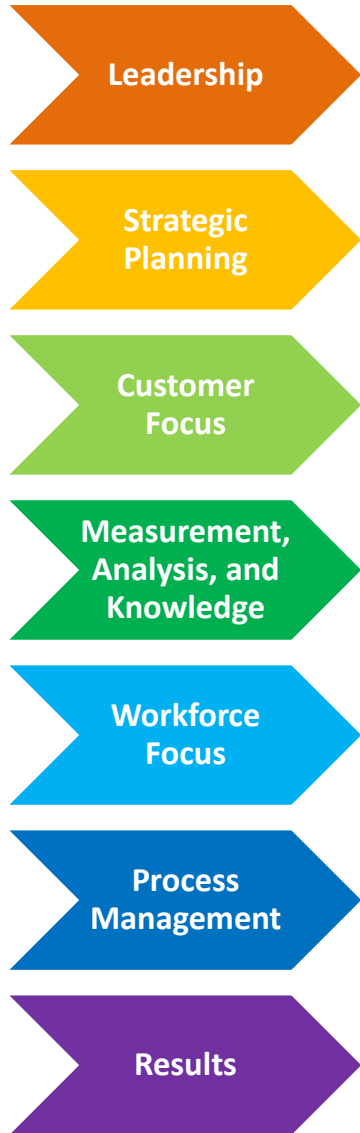 Leadership
Strategic
Planning
Customer
Focus
Measurement,
Analysis, and
Knowledge
Workforce
Focus
Process
Management
Results